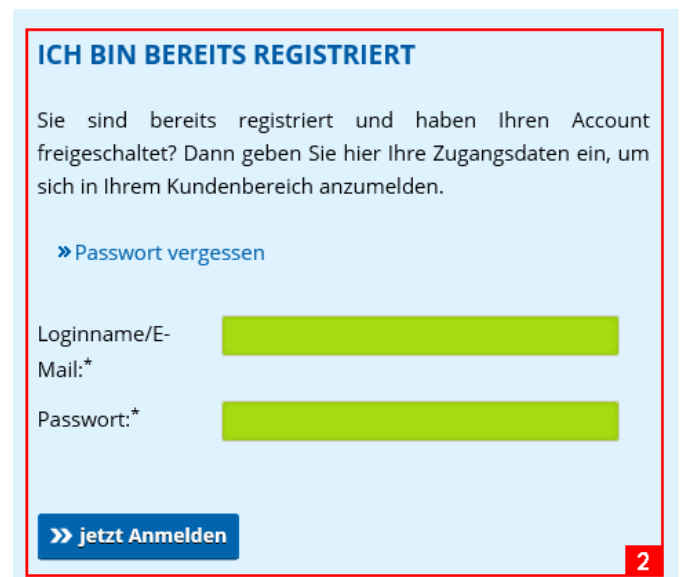 ICH BIN BEREITS REGISTRIERT
Sie sind bereits registriert und haben Ihren Account
freigeschaltet? Dann geben Sie hier Ihre Zugangsdaten ein, um
sich in Ihrem Kundenbereich anzumelden.
» Passwort vergessen
Loginname/E-
Mail:*
Passwort:*
» jetzt Anmelden
2